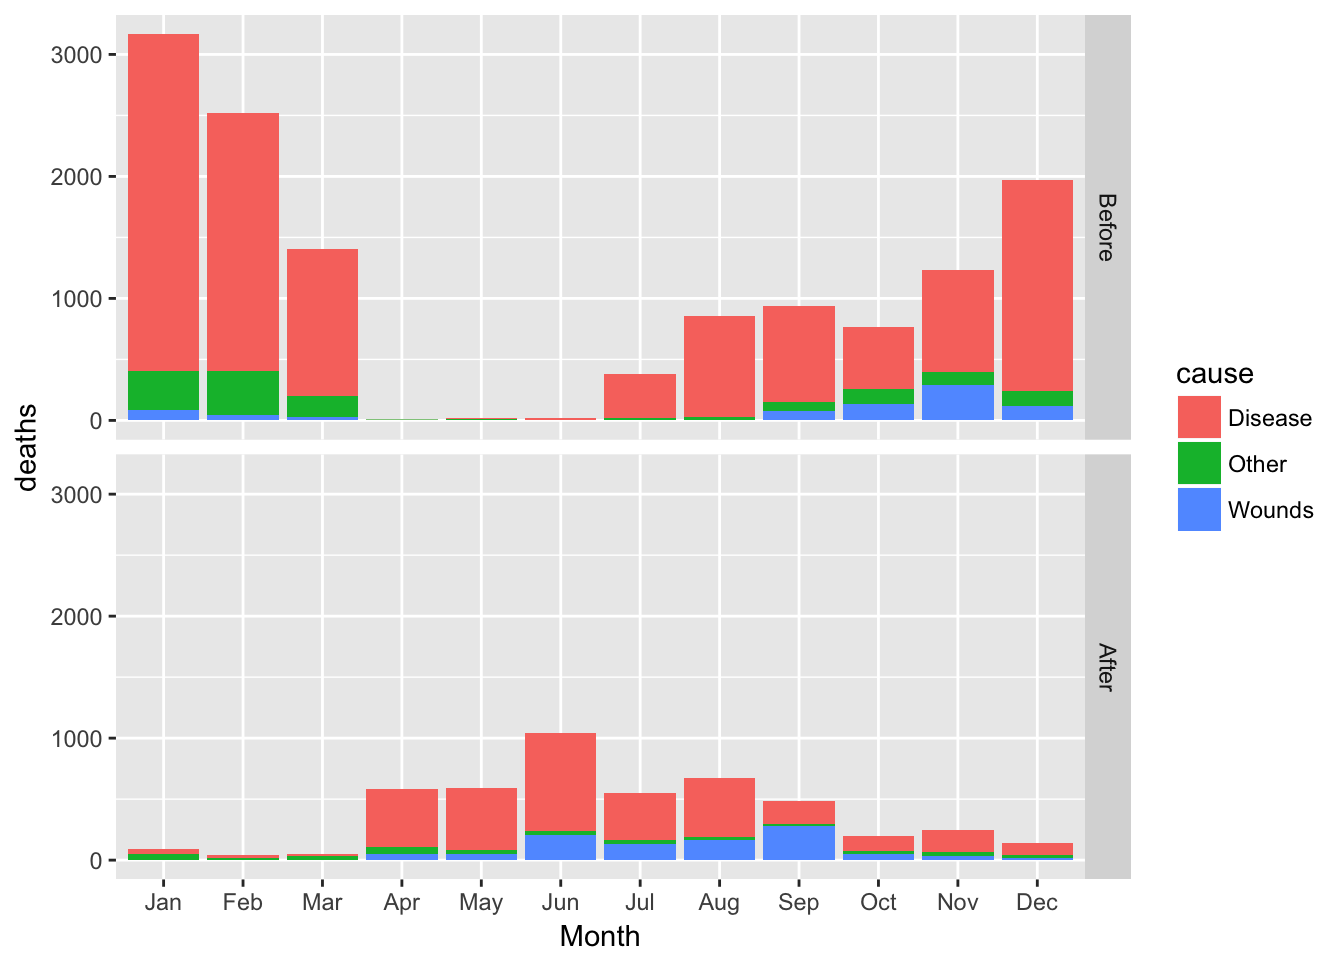 3000
2000
1000
0
Before
3000
2000
1000
0
After
deaths
Jan Feb Mar Apr May Jun Jul Aug Sep Oct Nov Dec
Month
cause
Disease
Other
Wounds